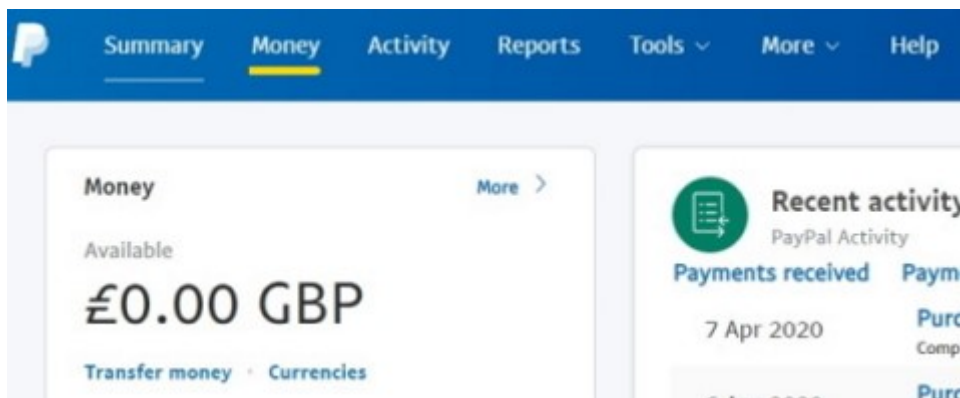 Summary Money Activity Reports Tools More Help
Money
More
Available
£0.00 GBP
Transfer money · Currencies
Recent activity
PayPal Activity
Payments received
7 Apr 2020